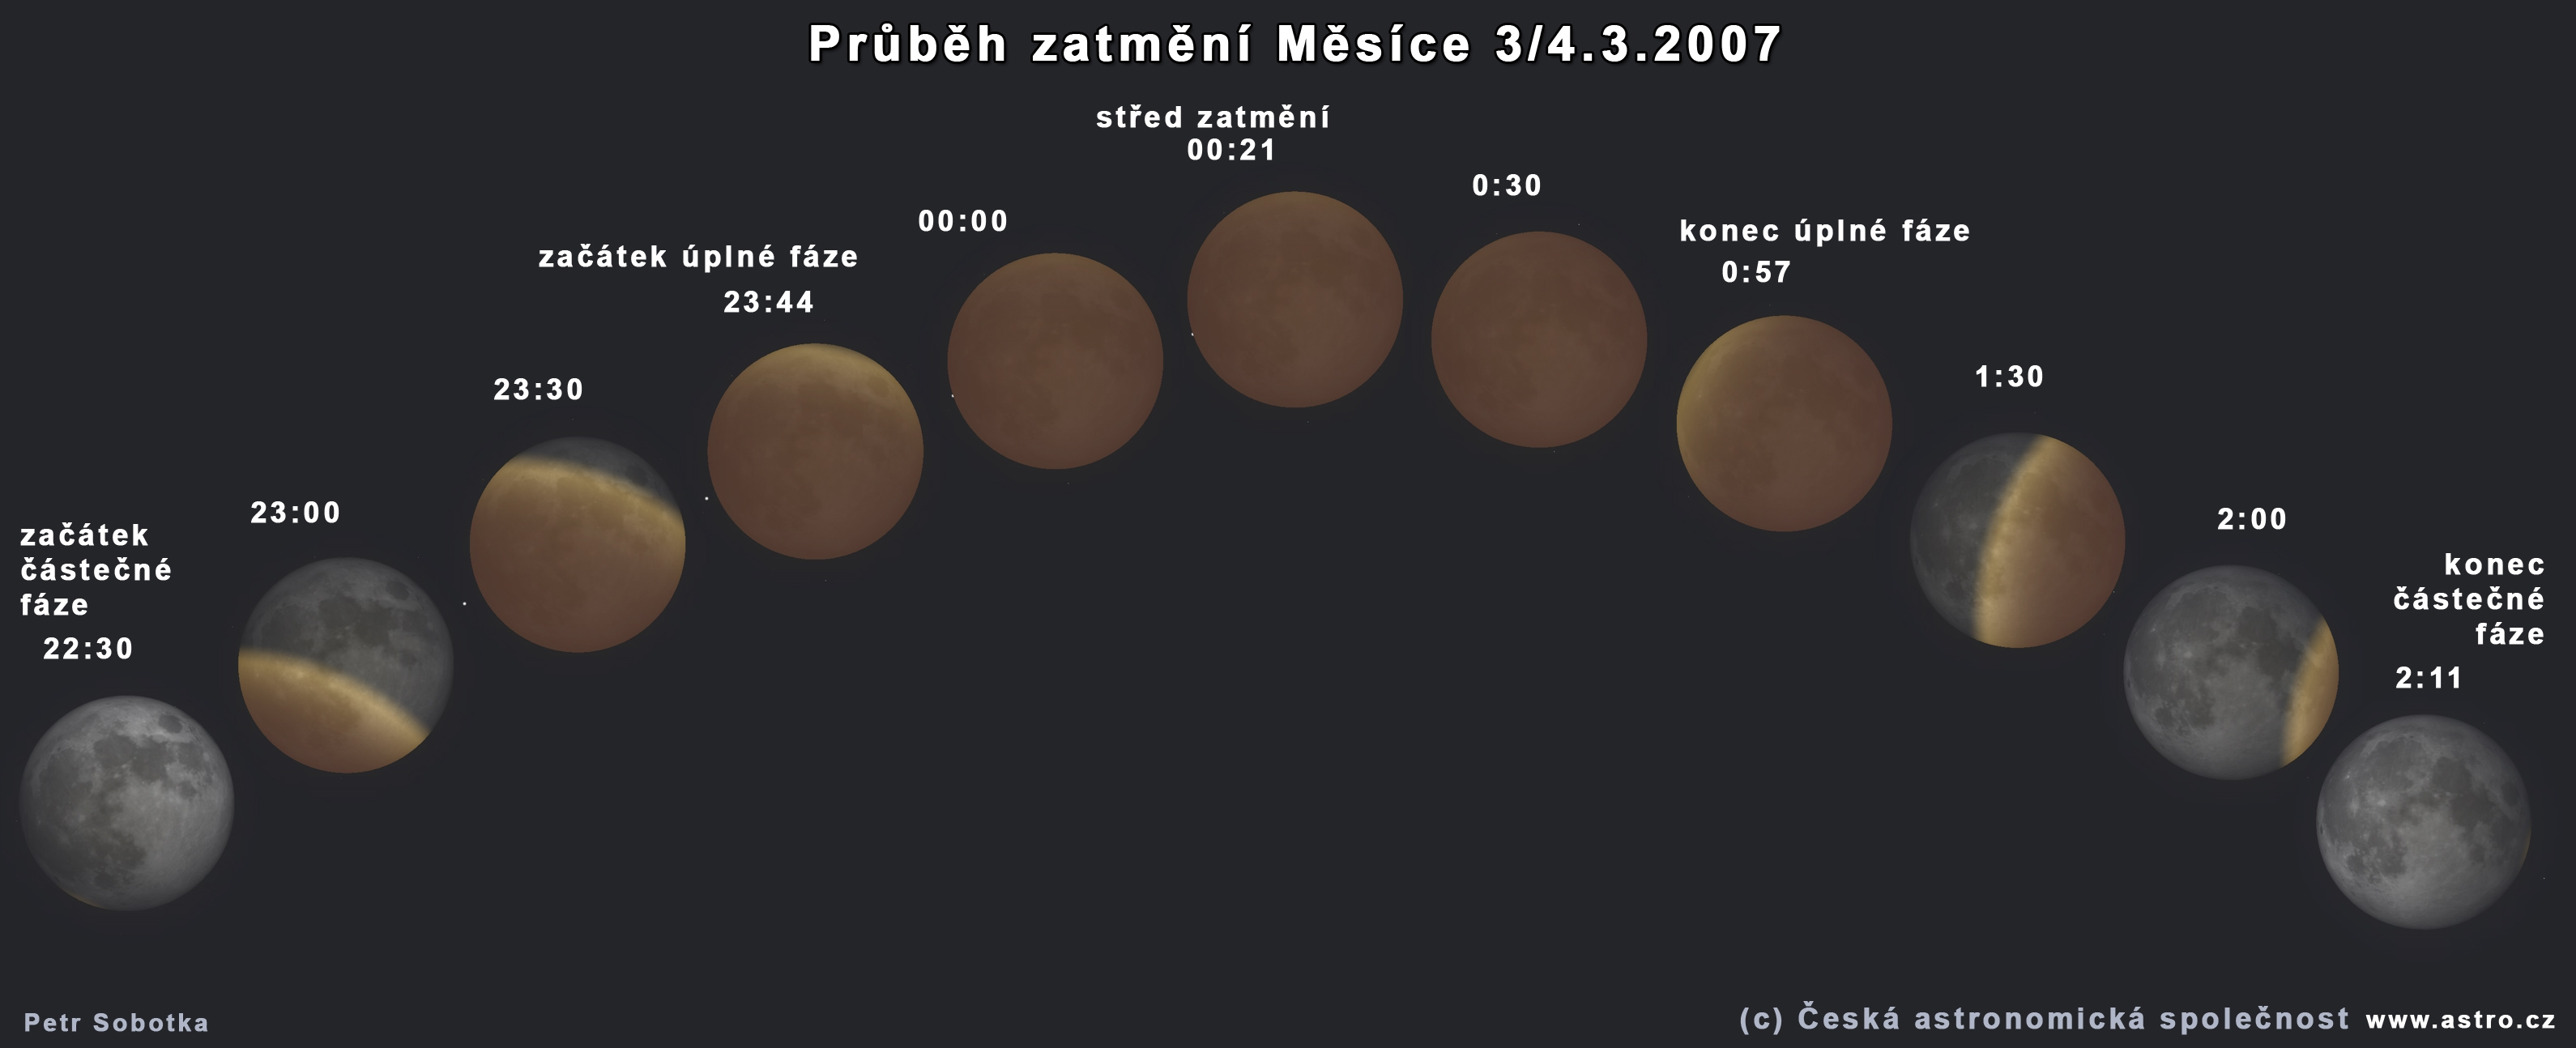 Průběh zatmění Měsíce 3/4.3.2007
začátek
částečné
fáze
22:30
23:00
23:30
začátek úplné fáze
23:44
00:00
střed zatmění
00:21
0:30
konec úplné fáze
0:57
1:30
2:00
konec
částečné
fáze
2:11
Petr Sobotka
(c) Česká astronomická společnost www.astro.cz